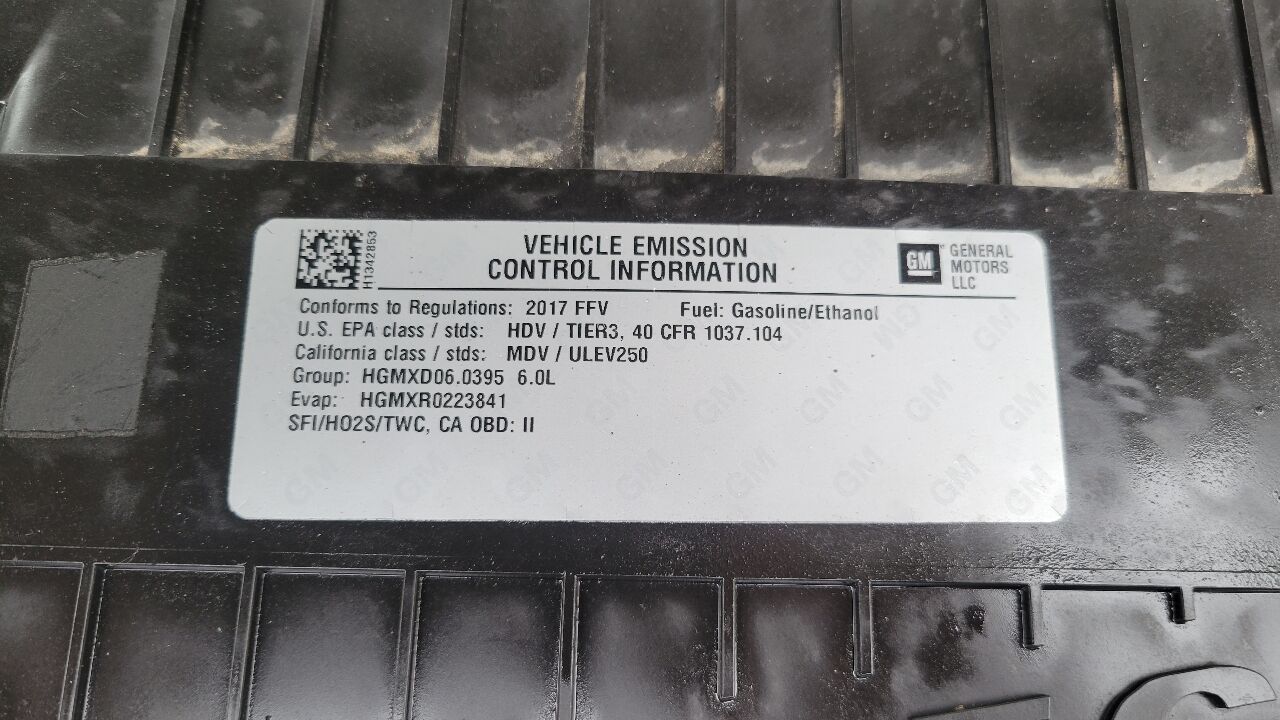 H1342853
VEHICLE EMISSION
CONTROL INFORMATION
GM
GENERAL
MOTORS
LLC
Conforms to Regulations: 2017 FFV Fuel: Gasoline/Ethanol
U.S. EPA class / stds: HDV / TIER3, 40 CFR 1037.104
California class / stds: MDV / ULEV250
Group: HGMXD06.0395 6.0L
Evap: HGMXR0223841
SFI/HO2S/TWC, CA OBD: II